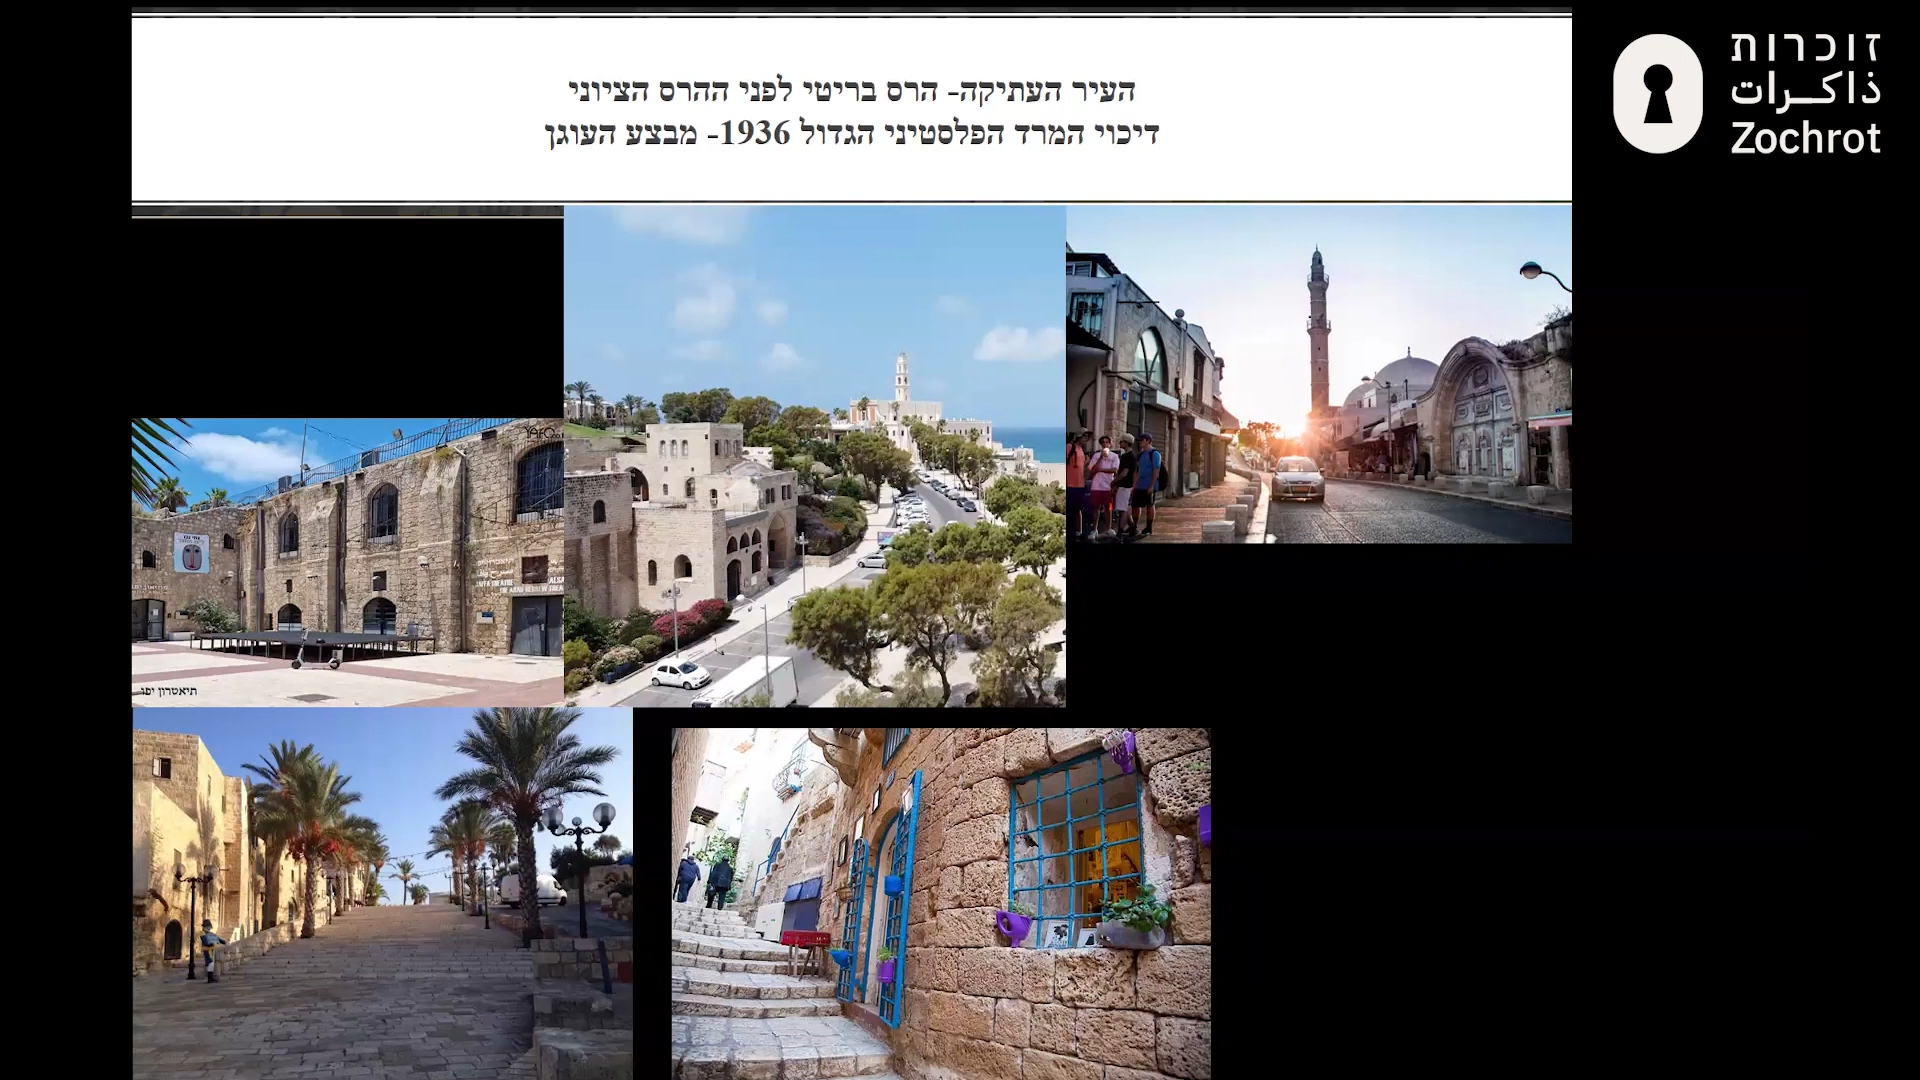 העיר העתיקה- הרס בריטי לפני ההרס הציוני
דיכוי המרד הפלסטיני הגדול 1936- מבצע העוגן
זוכרות
ذاكرات
Zochrot
תיאטרון יפו